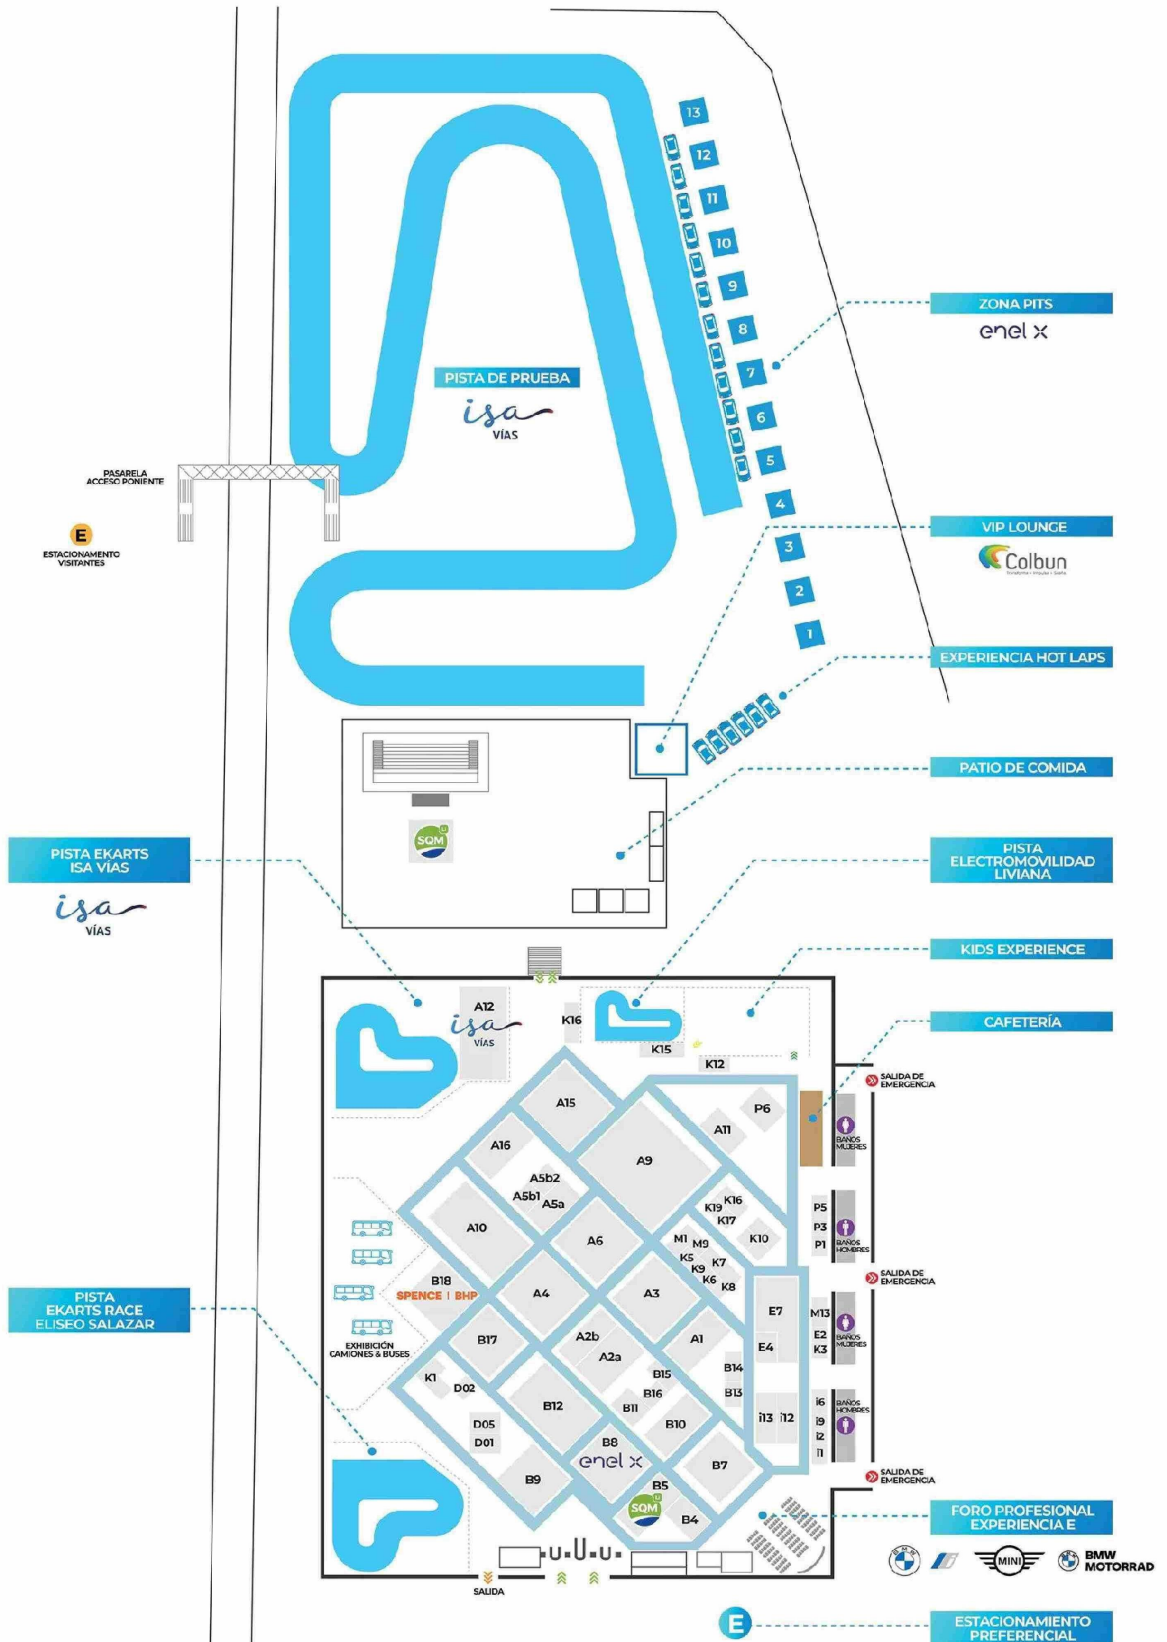 13
12
11
10
9
8
7
6
5
4
3
2
1
ZONA PITS
enel x
PISTA DE PRUEBA
isa
VÍAS
PASARELA
ACCESO PONIENTE
E
ESTACIONAMIENTO
VISITANTES
VIP LOUNGE
Colbun
EXPERIENCIA HOT LAPS
PATIO DE COMIDA
SQM
Li
PISTA EKARTS
ISA VÍAS
isa
VÍAS
PISTA
ELECTROMOVILIDAD
LIVIANA
KIDS EXPERIENCE
CAFETERÍA
A12
isa
VÍAS
K16
K15
K12
SALIDA DE
EMERGENCIA
A15
P6
A11
BAÑOS
MUJERES
A16
A9
A5b2
A5b1
A5a
K19
K16
K17
P5
P3
P1
BAÑOS
HOMBRES
A10
A6
M1
M9
K10
K5
K7
K9
K6
K8
SALIDA DE
EMERGENCIA
B18
SPENCE | BHP
A4
A3
E7
M13
E2
K3
BAÑOS
MUJERES
PISTA
EKARTS RACE
ELISEO SALAZAR
EXHIBICIÓN
CAMIONES & BUSES
B17
A2b
A2a
A1
E4
K1
D02
B15
B14
B16
B13
B12
B11
B10
i13
i12
i6
i9
i2
i1
BAÑOS
HOMBRES
D05
D01
B8
enel x
B9
B7
B5
SQM
Li
B4
SALIDA DE
EMERGENCIA
FORO PROFESIONAL
EXPERIENCIA E
BMW
MINI
BMW
MOTORRAD
SALIDA
E
ESTACIONAMIENTO
PREFERENCIAL